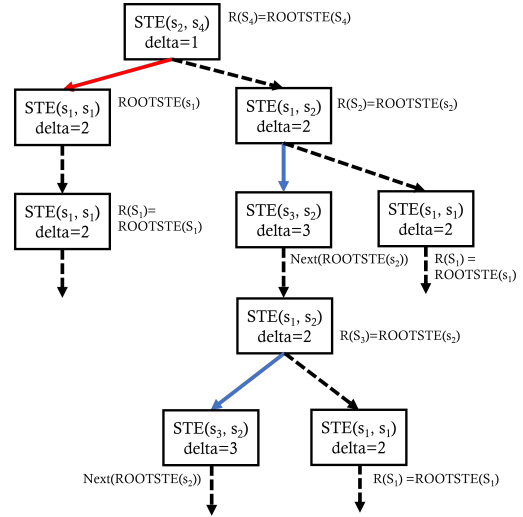 STE(s₂, s₄)
delta=1
R(S₄)=ROOTSTE(S₄)
STE(s₁, s₁)
delta=2
ROOTSTE(s₁)
STE(s₁, s₂)
delta=2
R(S₂)=ROOTSTE(s₂)
STE(s₁, s₁)
delta=2
R(S₁)=
ROOTSTE(S₁)
STE(s₃, s₂)
delta=3
STE(s₁, s₁)
delta=2
Next(ROOTSTE(s₂))
R(S₁) =
ROOTSTE(s₁)
STE(s₁, s₂)
delta=2
R(S₃)=ROOTSTE(s₂)
STE(s₃, s₂)
delta=3
STE(s₁, s₁)
delta=2
Next(ROOTSTE(s₂))
R(S₁) =ROOTSTE(S₁)